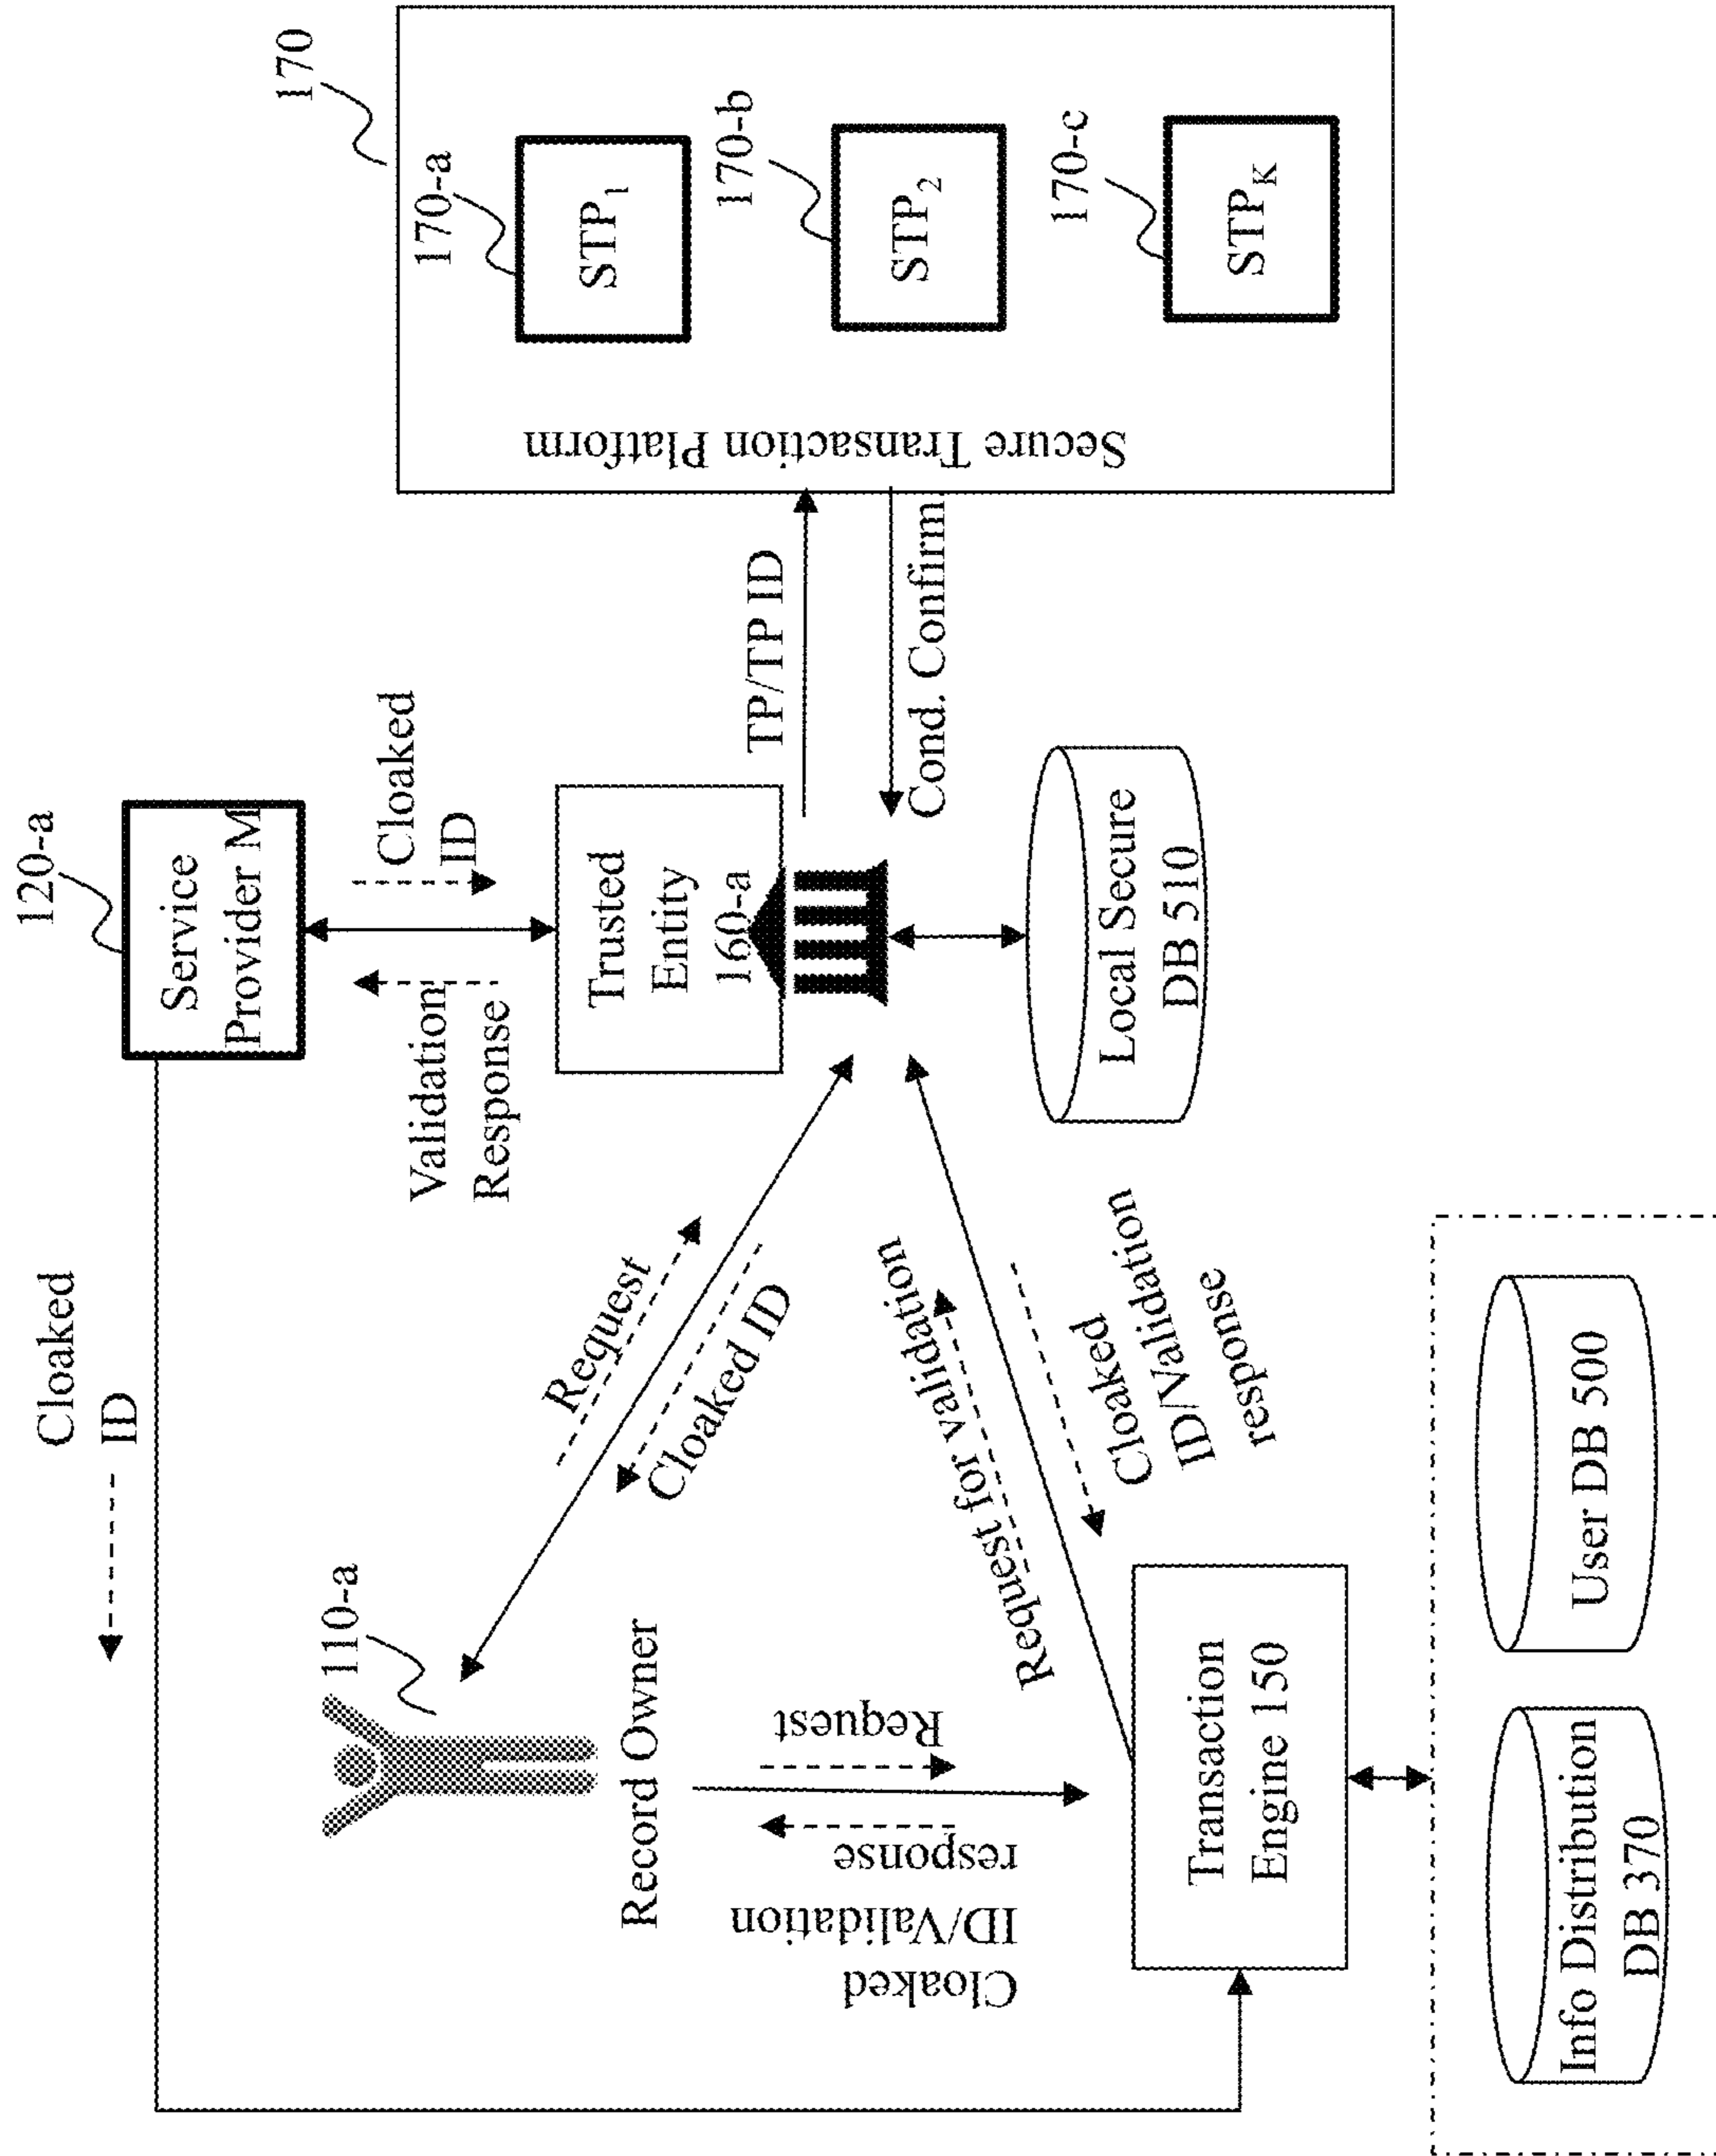 Cloaked
ID
120-a
Service
Provider M
Validation
Response
Cloaked
ID
110-a
Record Owner
Request
Cloaked ID
Trusted
Entity
160-a
TP/TP ID
Cond. Confirm.
170
Secure Transaction Platform
170-a
STP1
170-b
STP2
170-c
STPK
Request
Cloaked
ID/Validation
response
Request for validation
Cloaked
ID/Validation
response
Local Secure
DB 510
Transaction
Engine 150
Info Distribution
DB 370
User DB 500